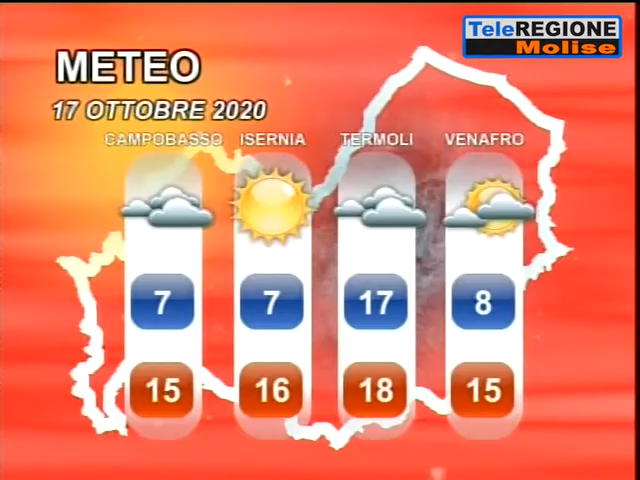 TeleREGIONE
Molise
METEO
17 OTTOBRE 2020
CAMPOBASSO ISERNIA TERMOLI VENAFRO
7 7 17 8
15 16 18 15